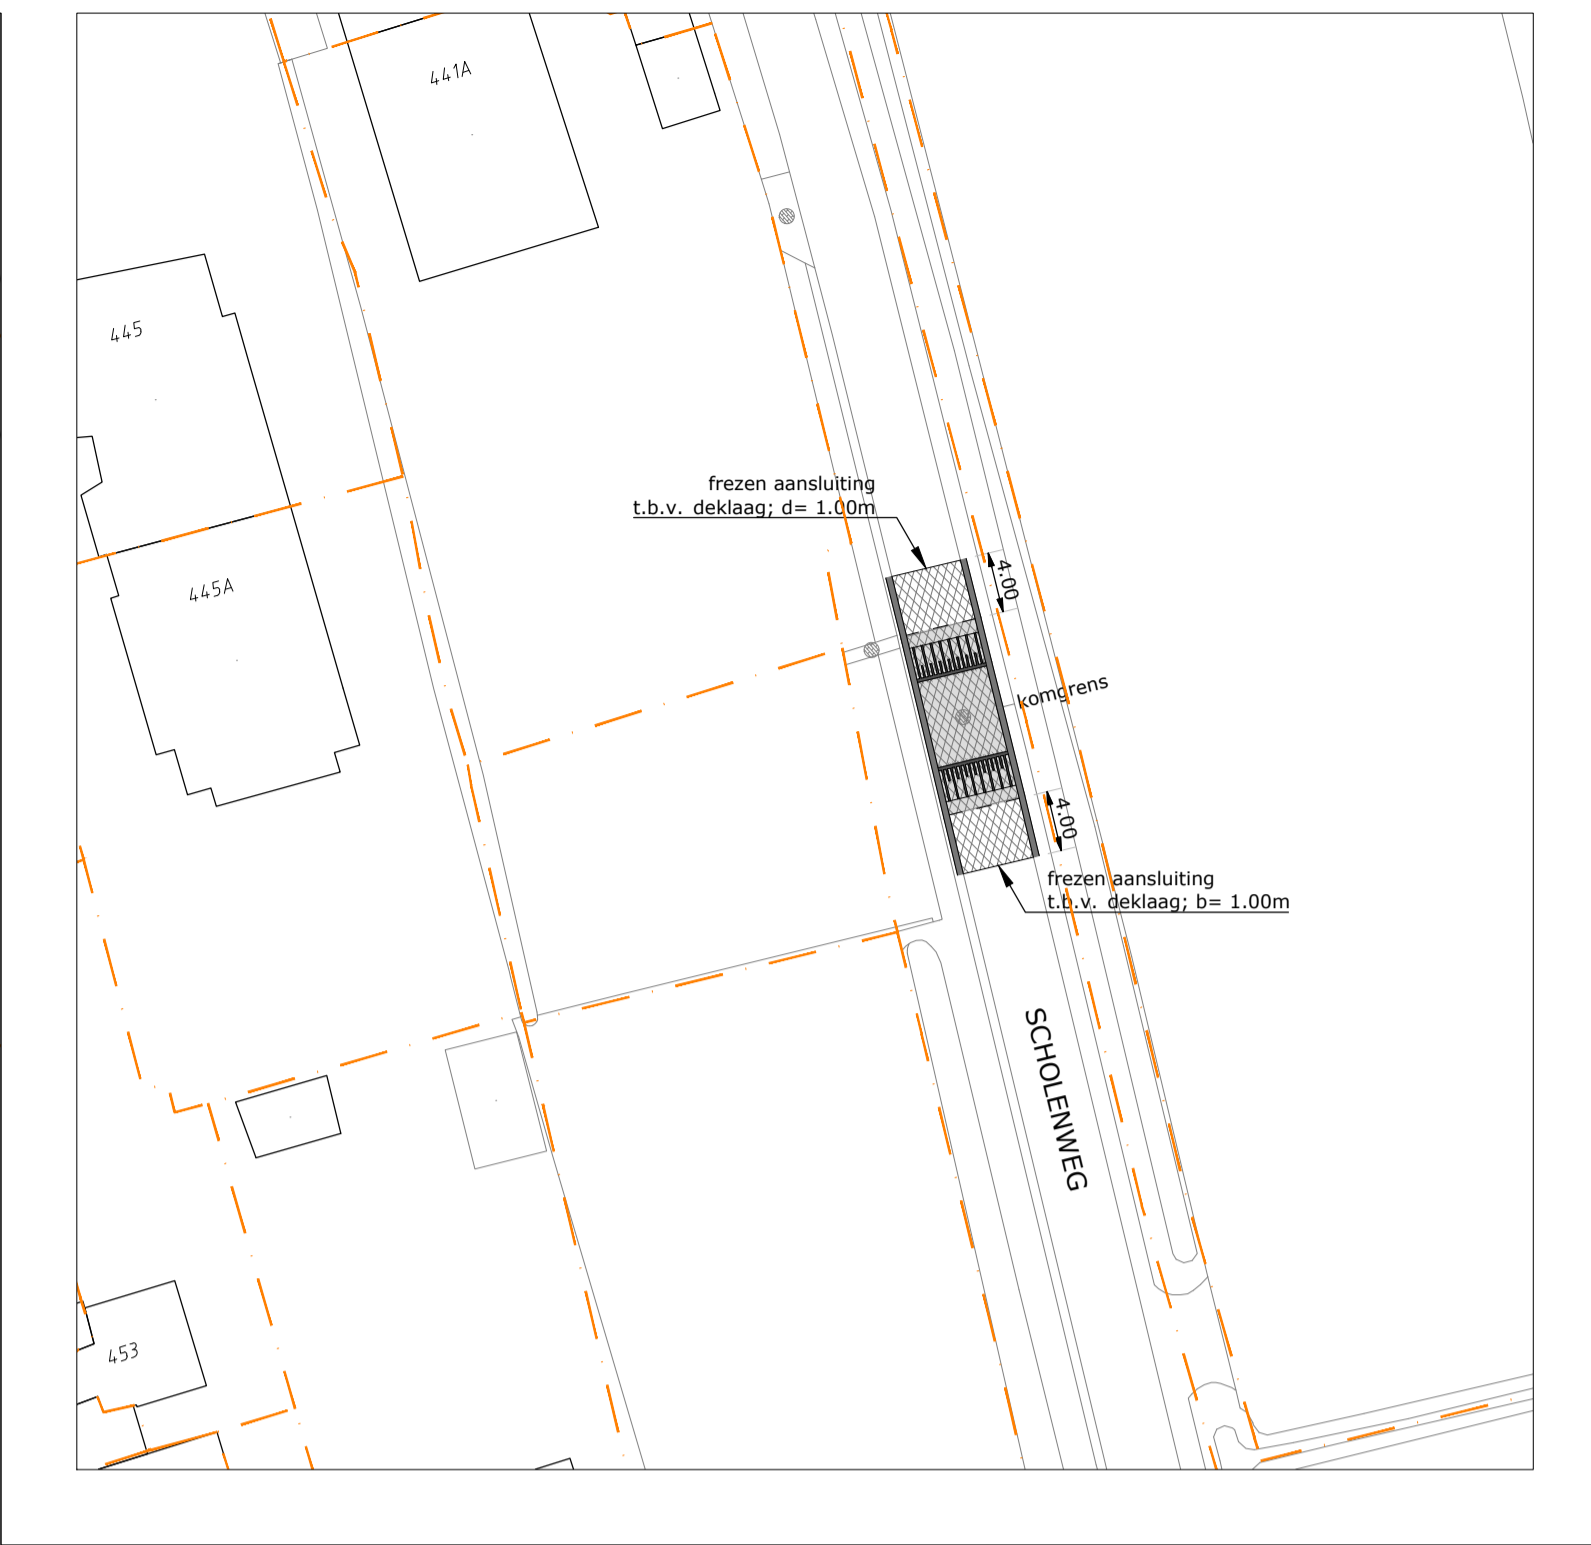 441A
445
frezen aansluiting
t.b.v. deklaag; d= 1.00m
4.00
445A
komgrens
4.00
frezen aansluiting
t.b.v. deklaag; b= 1.00m
SCHOLENWEG
453